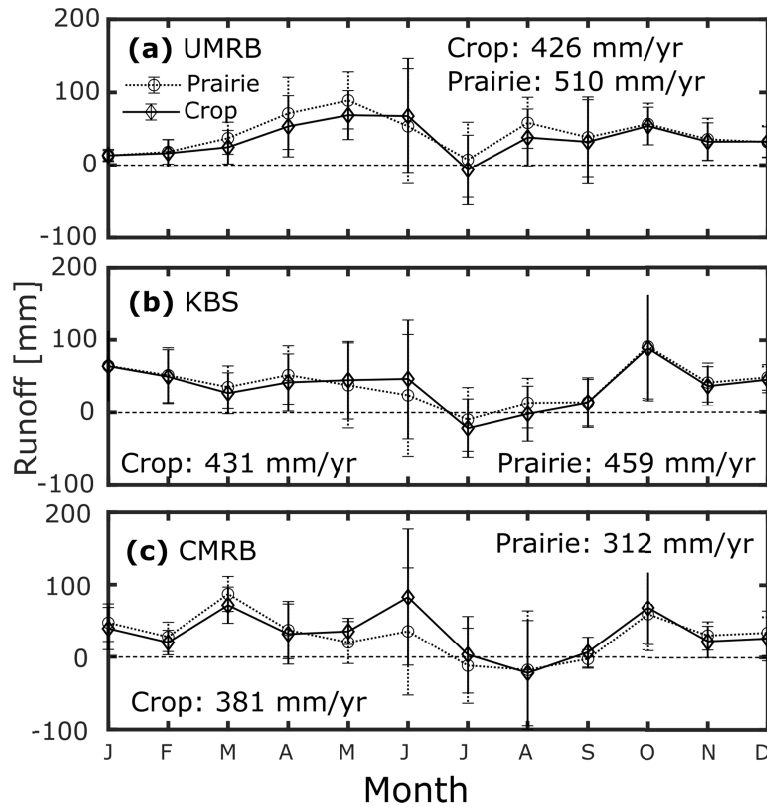 200
(a) UMRB
Crop: 426 mm/yr
Prairie
Prairie: 510 mm/yr
Crop
100
0
-100
200
(b) KBS
100
0
Crop: 431 mm/yr
Prairie: 459 mm/yr
-100
200
(c) CMRB
Prairie: 312 mm/yr
100
0
Crop: 381 mm/yr
-100
Runoff [mm]
J F M A M J J A S O N D
Month